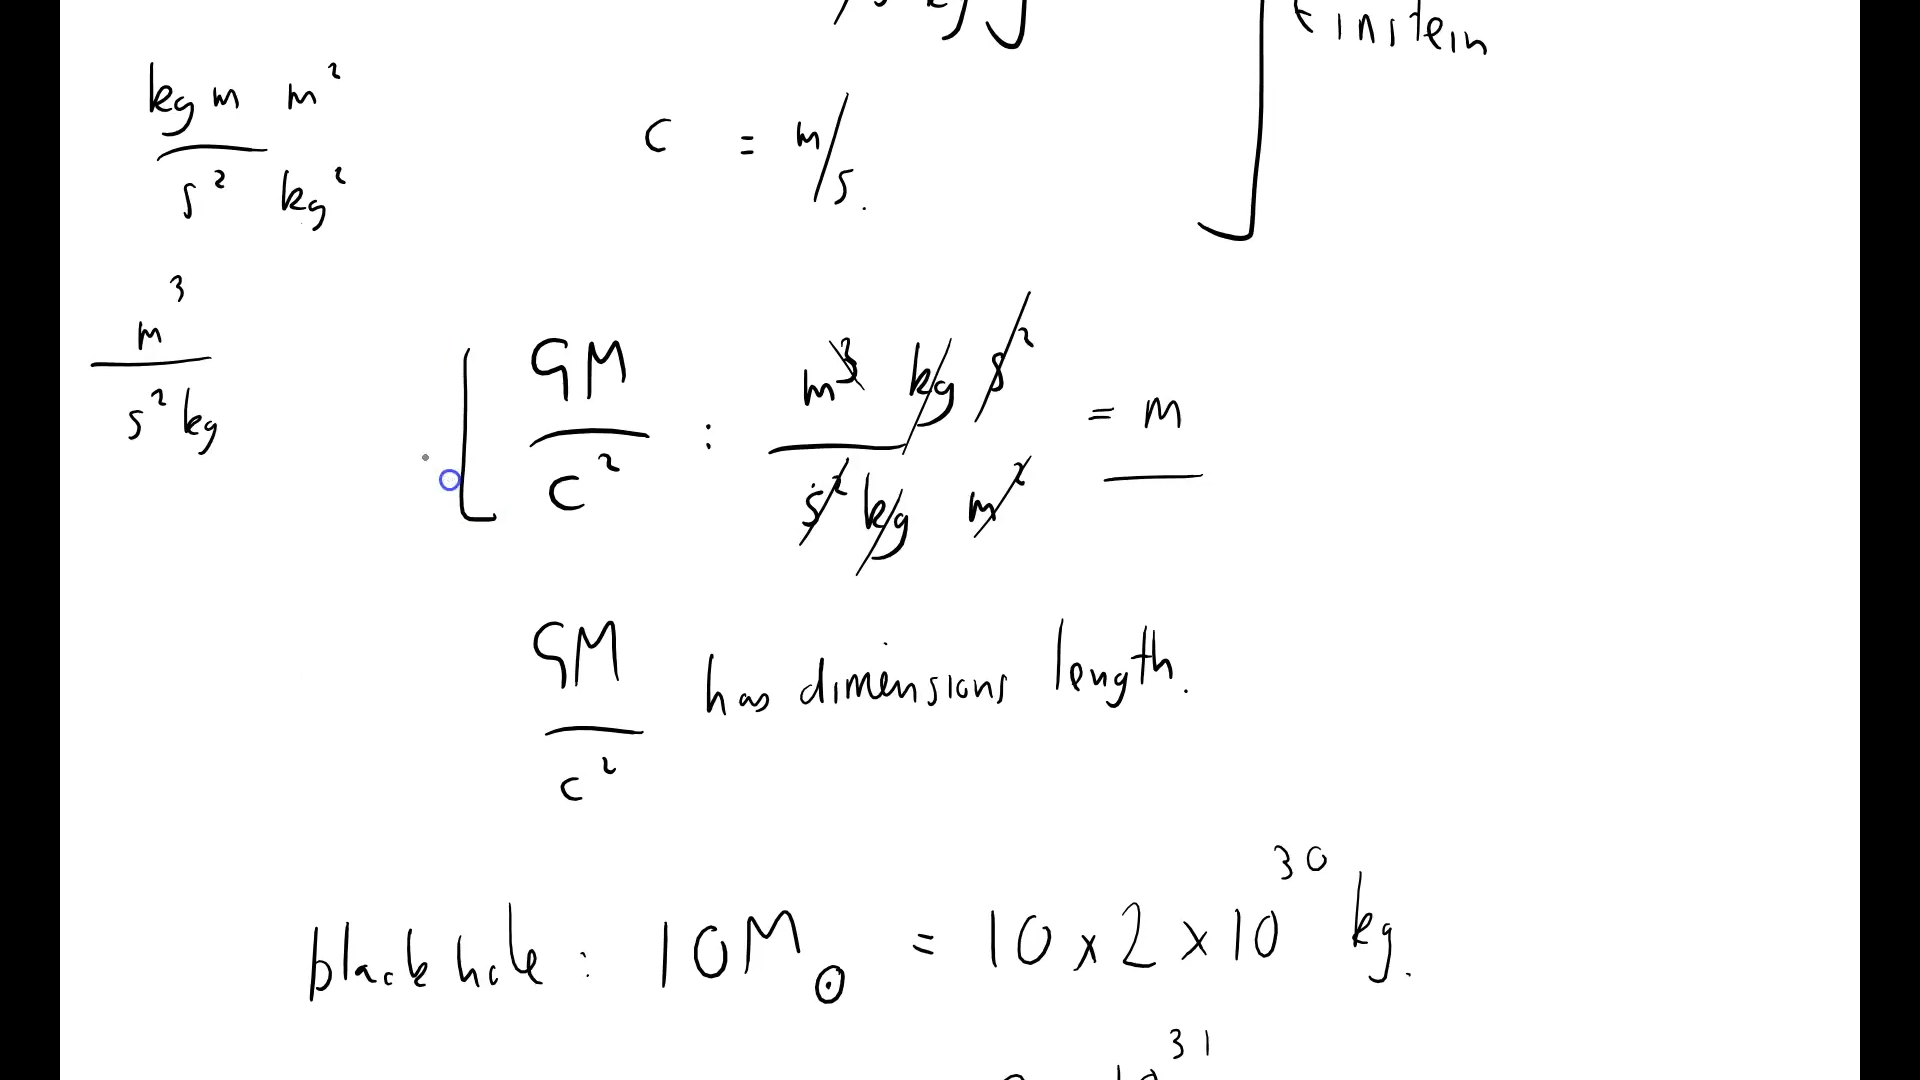 s kg
Einstein
kg m m²
s² kg²
c = m/s.
m³
s² kg
GM : m³ kg s² = m
c² s² kg m²
GM has dimensions length.
c²
black hole : 10M⊙ = 10 x 2 x 10³⁰ kg.
31